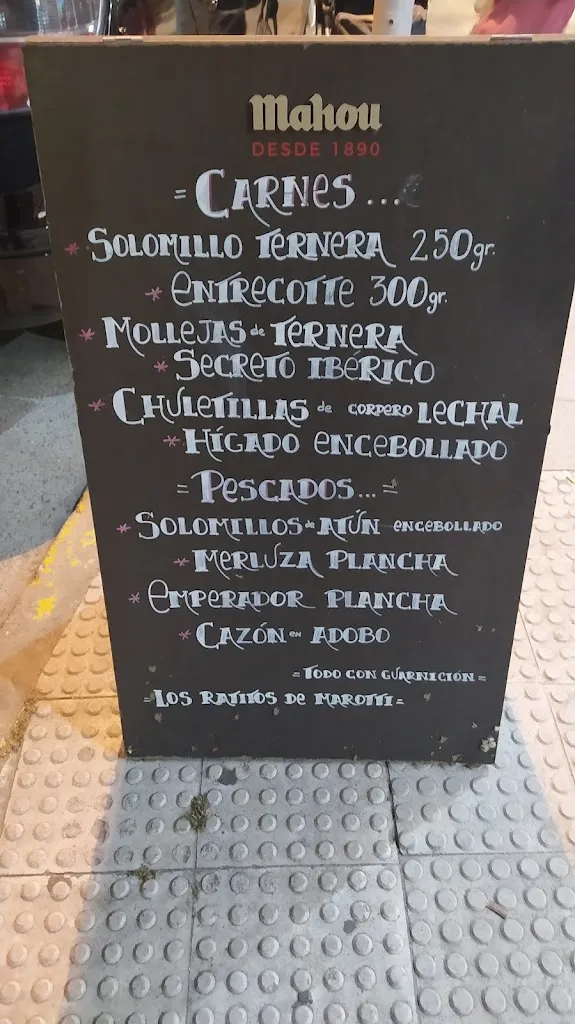 Mahou
DESDE 1890
= CARNES...
* SOLOMILLO TERNERA 250gr.
* ENTRECOTTE 300gr.
* MOLLEJAS de TERNERA
* SECRETO IBÉRICO
* CHULETILLAS de CORDERO LECHAL
* HÍGADO ENCEBOLLADO
= PESCADOS... =
* SOLOMILLOS de ATÚN ENCEBOLLADO
* MERLUZA PLANCHA
* EMPERADOR PLANCHA
* CAZÓN en ADOBO
= TODO CON GUARNICIÓN =
= LOS RATITOS DE MAROTTI =